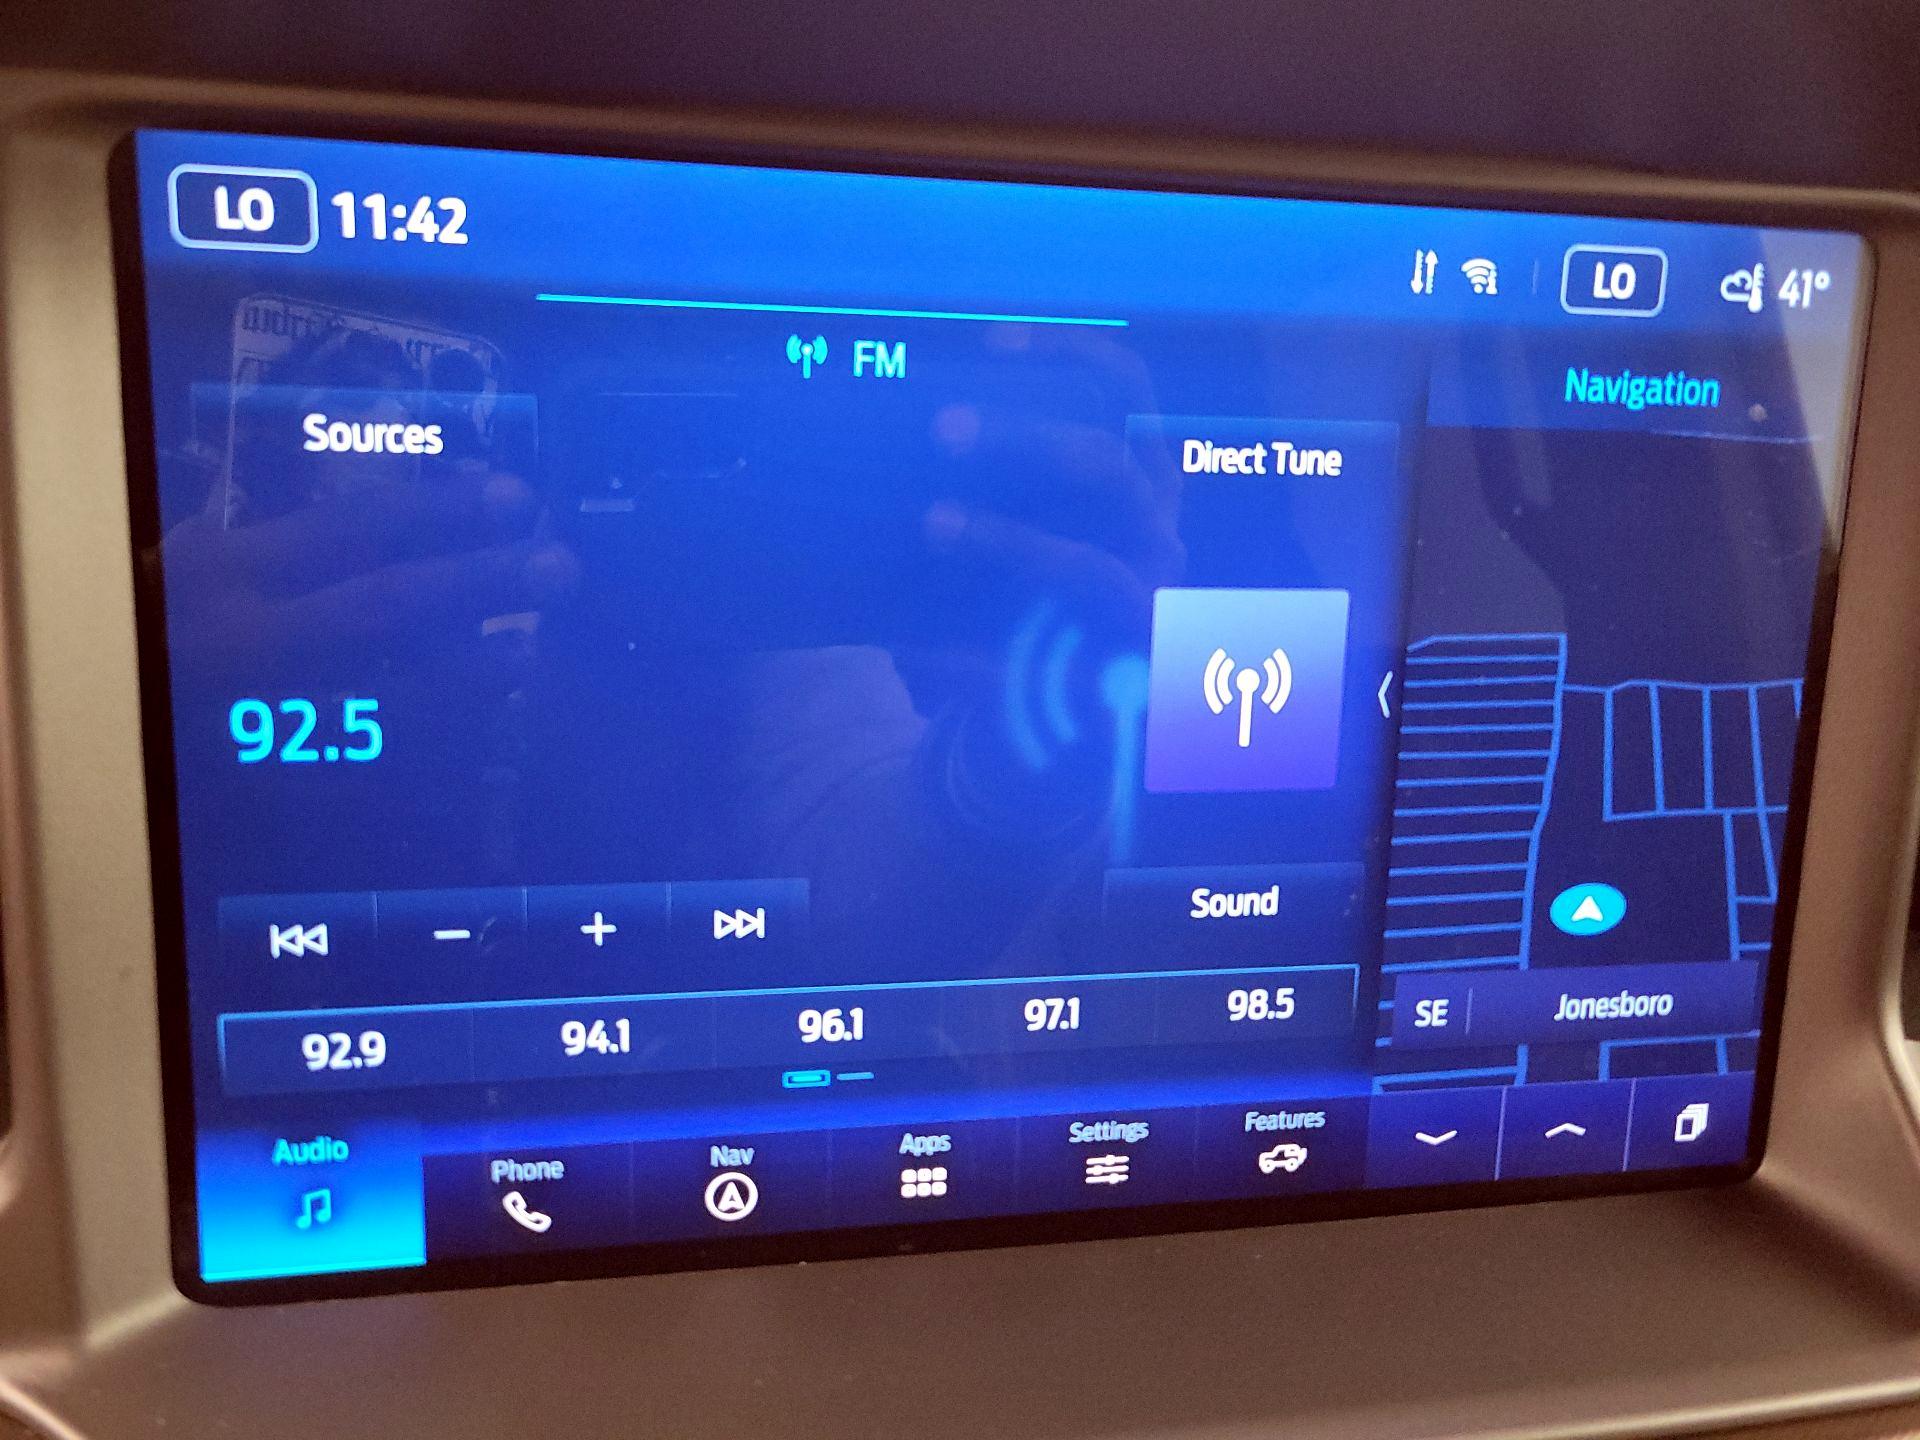 LO 11:42
LO 41°
FM
Navigation
Sources
Direct Tune
92.5
Sound
92.9 94.1 96.1 97.1 98.5
SE Jonesboro
Audio Phone Nav Apps Settings Features